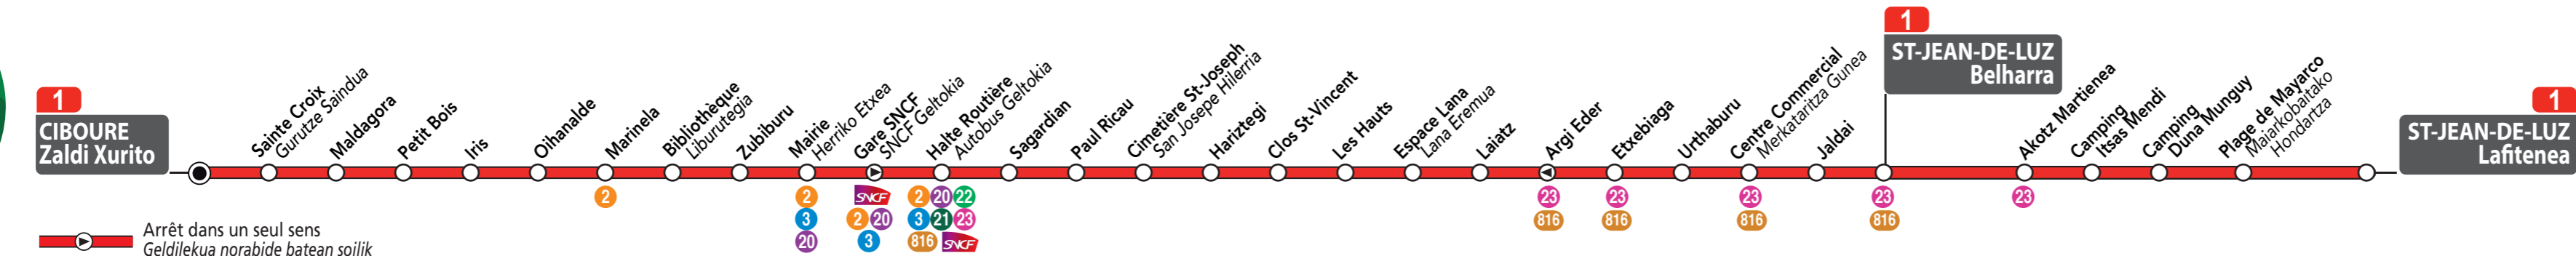 1
CIBOURE
Zaldi Xurito
Sainte Croix
Gurutze Saindua
Maldagora
Petit Bois
Iris
Oihanalde
Marinela
2
Bibliothèque
Liburutegia
Zubiburu
Mairie
Herriko Etxea
2
3
20
Gare SNCF
SNCF Geltokia
SNCF
2 20
3
Halte Routière
Autobus Geltokia
2 20 22
3 21 23
816 SNCF
Sagardian
Paul Ricau
Cimetière St-Joseph
San Josepe Hilerria
Hariztegi
Clos St-Vincent
Les Hauts
Espace Lana
Lana Eremua
Laiatz
Argi Eder
23
816
Etxebiaga
23
816
Urthaburu
Centre Commercial
Merkataritza Gunea
23
816
Jaldai
1
ST-JEAN-DE-LUZ
Belharra
23
816
Akotz Martienea
23
Camping
Itsas Mendi
Camping
Duna Munguy
Plage de Mayarco
Maiarkobaitako
Hondartza
1
ST-JEAN-DE-LUZ
Lafitenea
Arrêt dans un seul sens
Geldilekua norabide batean soilik